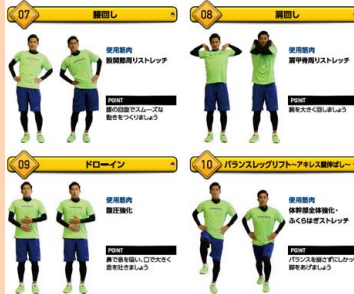 07 腰回し
使用筋肉
股関節周りストレッチ
POINT
腰の回旋でスムーズな
動きをつくりましょう
08 肩回し
使用筋肉
肩甲骨周りストレッチ
POINT
腕を大きく回しましょう
09 ドローイン
使用筋肉
腹圧強化
POINT
鼻で息を吸い、口で大きく
息を吐きましょう
10 バランスレッグリフト〜アキレス腱伸ばし〜
使用筋肉
体幹部全体強化・
ふくらはぎストレッチ
POINT
バランスを崩さずにしっか
脚をあげましょう